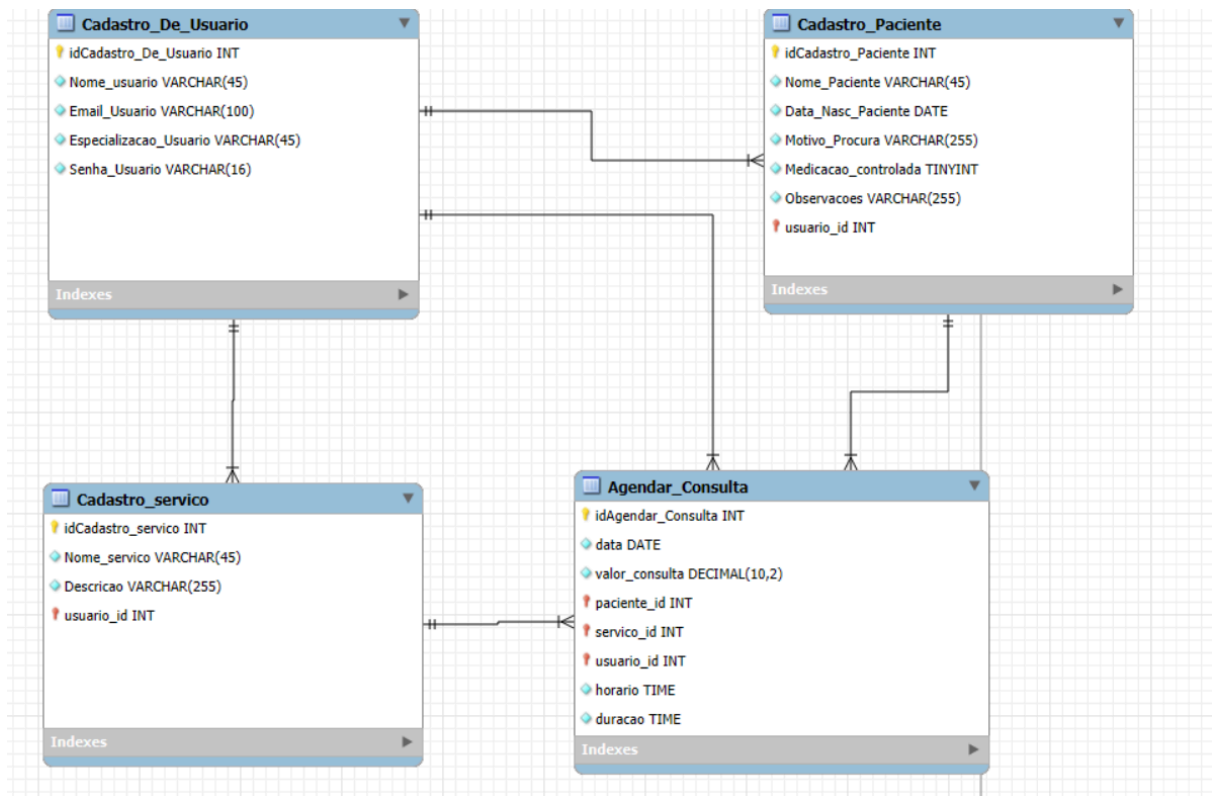 Cadastro_De_Usuario
idCadastro_De_Usuario INT
Nome_usuario VARCHAR(45)
Email_Usuario VARCHAR(100)
Especializacao_Usuario VARCHAR(45)
Senha_Usuario VARCHAR(16)
Indexes
Cadastro_Paciente
idCadastro_Paciente INT
Nome_Paciente VARCHAR(45)
Data_Nasc_Paciente DATE
Motivo_Procura VARCHAR(255)
Medicacao_controlada TINYINT
Observacoes VARCHAR(255)
usuario_id INT
Indexes
Cadastro_servico
idCadastro_servico INT
Nome_servico VARCHAR(45)
Descricao VARCHAR(255)
usuario_id INT
Indexes
Agendar_Consulta
idAgendar_Consulta INT
data DATE
valor_consulta DECIMAL(10,2)
paciente_id INT
servico_id INT
usuario_id INT
horario TIME
duracao TIME
Indexes